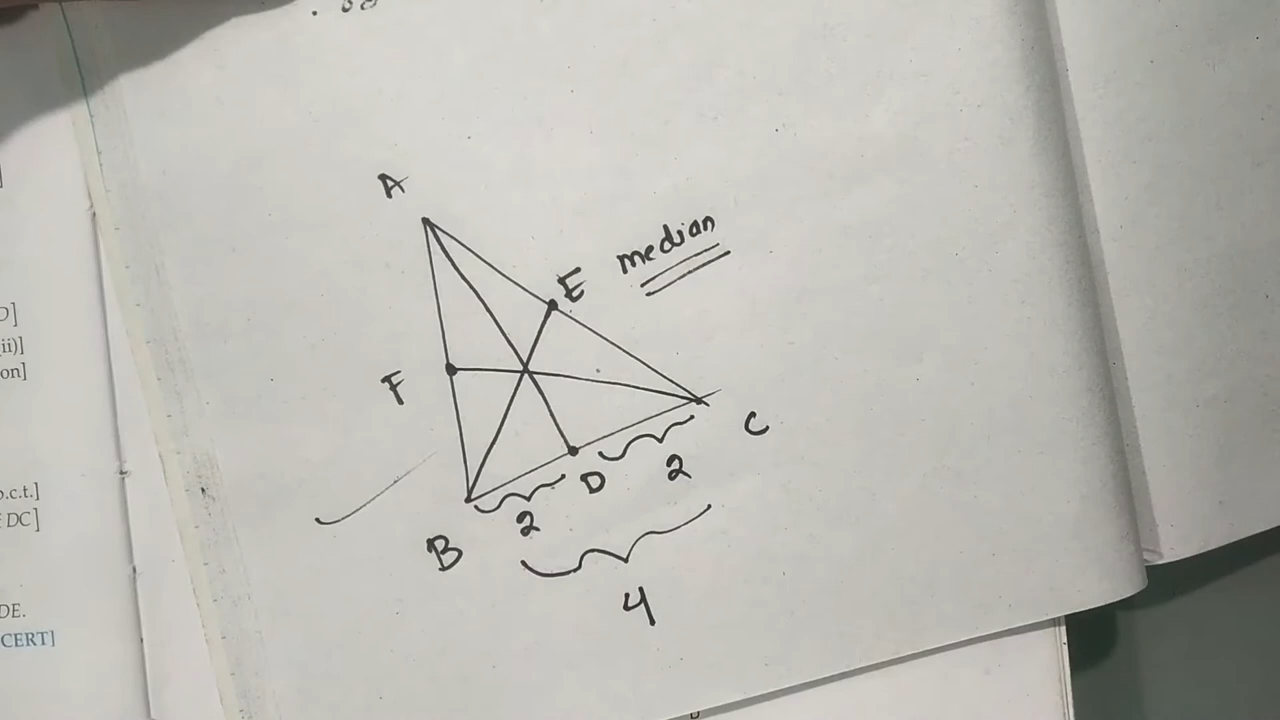 A
E median
F
C
D 2
2
B
4
D]
ii)]
on]
.c.t.]
DC]
DE.
CERT]